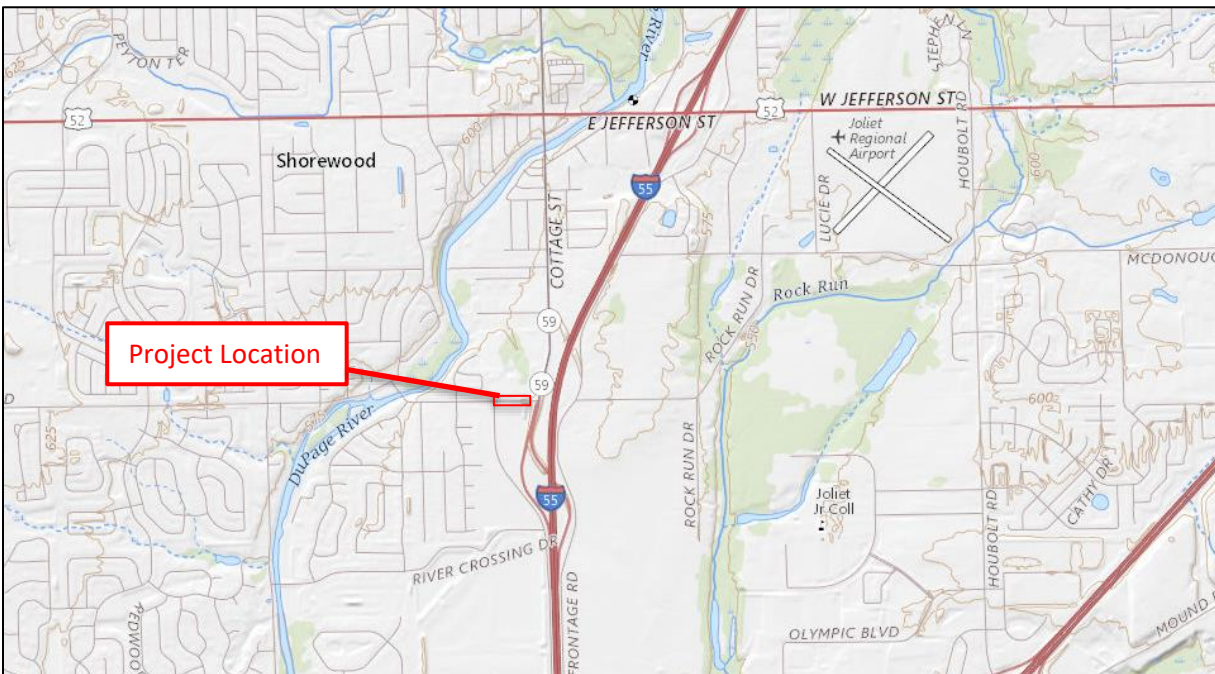 PEYTON TER
625
52
Shorewood
600
River
E JEFFERSON ST
W JEFFERSON ST
52
Joliet
Regional
Airport
STEPHEN LN
HOUBOLT RD
600
LUCIE DR
55
575
COTTAGE ST
MCDONOUG
Rock Run
ROCK RUN DR
550
59
Project Location
59
DuPage River
575
D
625
600
CATHY DR
ROCK RUN DR
Joliet
Jr Coll
HOUBOLT RD
55
RIVER CROSSING DR
FRONTAGE RD
OLYMPIC BLVD
MOUND
REDWOO